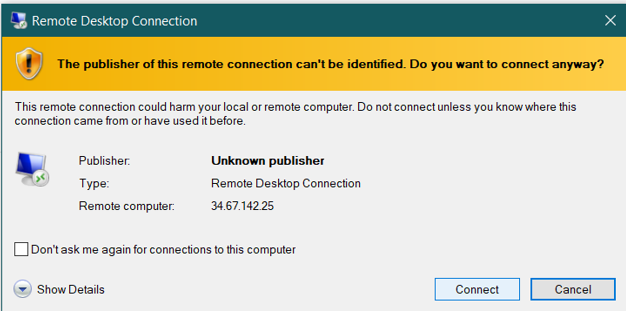 Remote Desktop Connection
The publisher of this remote connection can't be identified. Do you want to connect anyway?
This remote connection could harm your local or remote computer. Do not connect unless you know where this
connection came from or have used it before.
Publisher: Unknown publisher
Type: Remote Desktop Connection
Remote computer: 34.67.142.25
Don't ask me again for connections to this computer
Show Details Connect Cancel